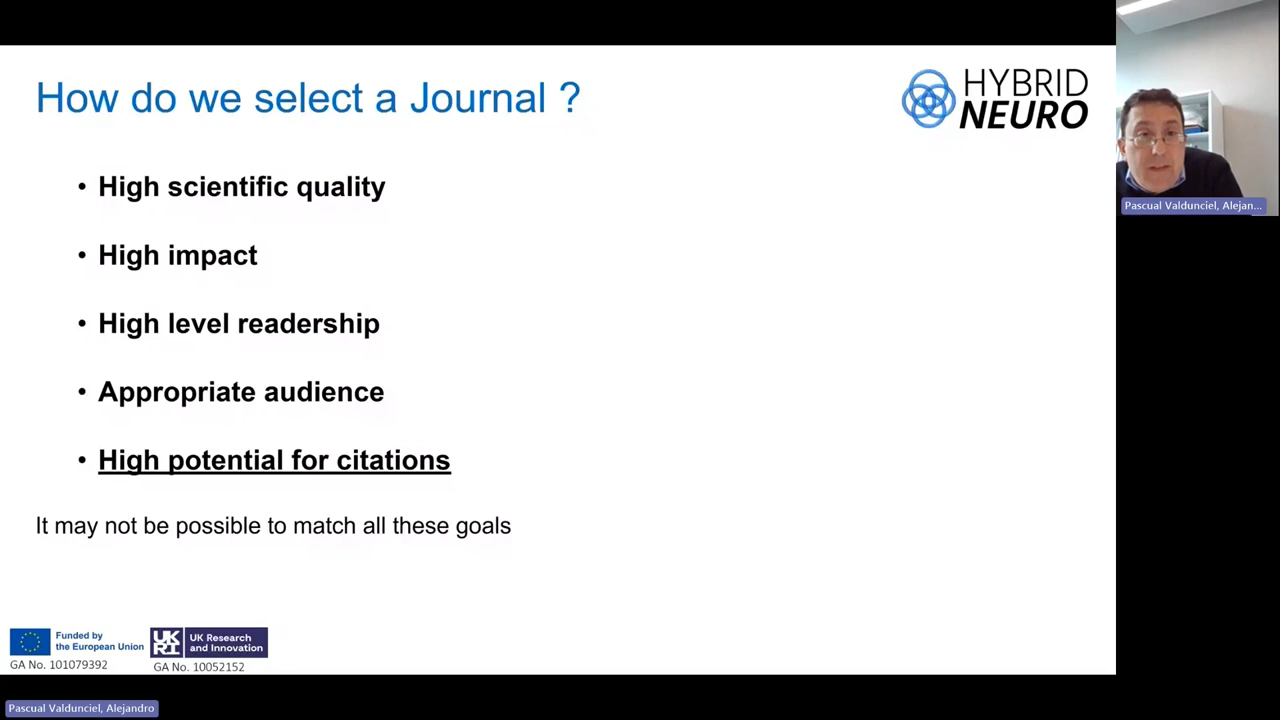 How do we select a Journal ?
HYBRID
NEURO
• High scientific quality
• High impact
• High level readership
• Appropriate audience
• High potential for citations
It may not be possible to match all these goals
Funded by
the European Union
GA No. 101079392
UK
RI
UK Research
and Innovation
GA No. 10052152
Pascual Valdunciel, Alejan...
Pascual Valdunciel, Alejandro